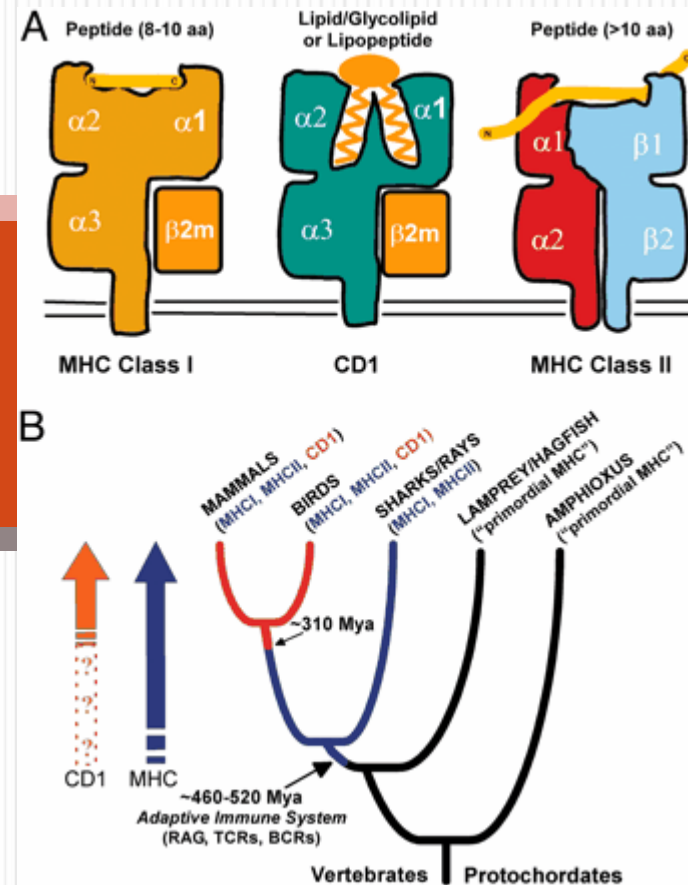 A
Peptide (8-10 aa)
Lipid/Glycolipid
or Lipopeptide
Peptide (>10 aa)
N
C
α2
α1
α3
β2m
α2
α1
α3
β2m
N
C
α1
β1
α2
β2
MHC Class I
CD1
MHC Class II
B
MAMMALS
(MHCI, MHCII, CD1)
BIRDS
(MHCI, MHCII, CD1)
SHARKS/RAYS
(MHCI, MHCII)
LAMPREY/HAGFISH
("primordial MHC")
AMPHIOXUS
("primordial MHC")
~310 Mya
?
?
?
CD1
MHC
~460-520 Mya
Adaptive Immune System
(RAG, TCRs, BCRs)
Vertebrates
Protochordates